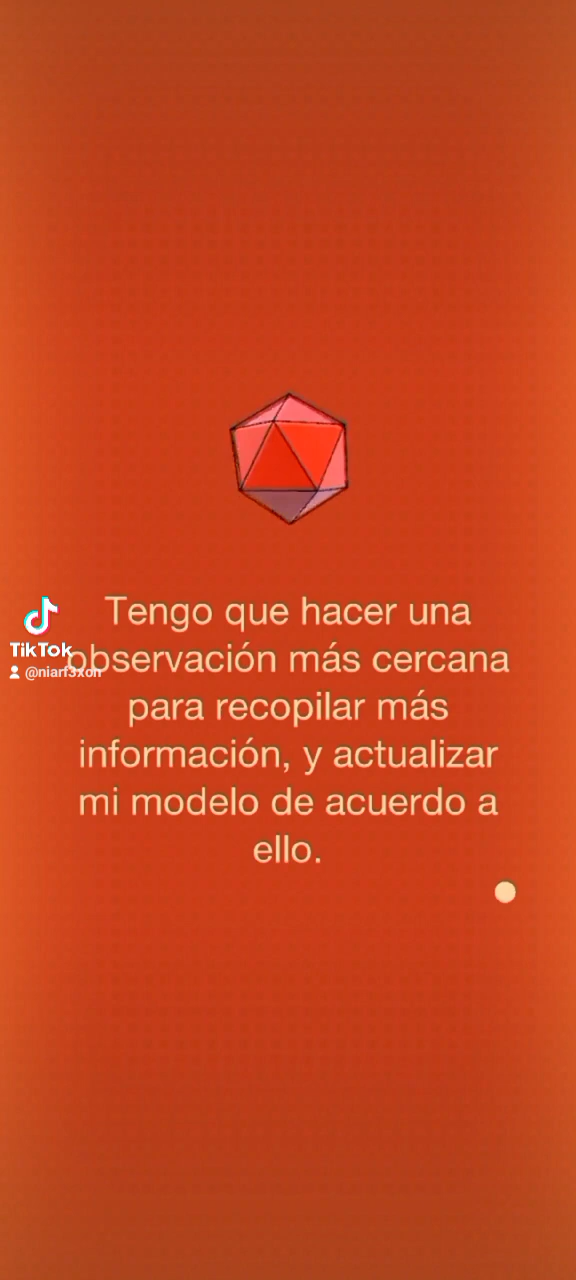 Tengo que hacer una
observación más cercana
para recopilar más
información, y actualizar
mi modelo de acuerdo a
ello.
TikTok
@niarf3xon